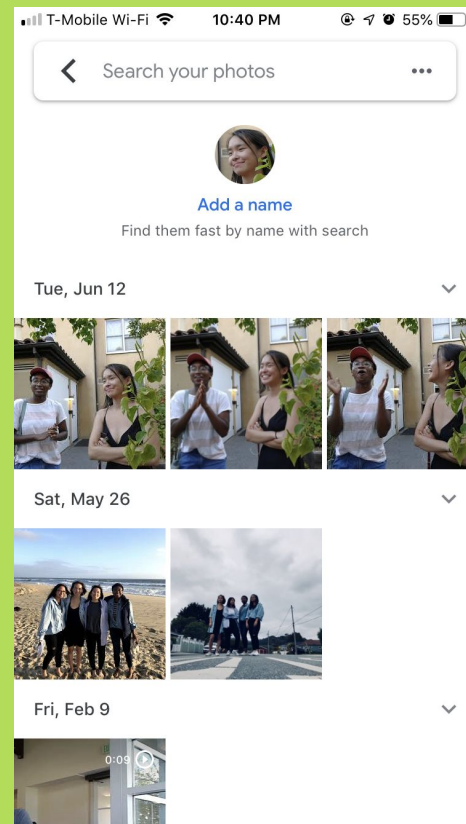 T-Mobile Wi-Fi 10:40 PM 55%
Search your photos
Add a name
Find them fast by name with search
Tue, Jun 12
Sat, May 26
Fri, Feb 9
0:09